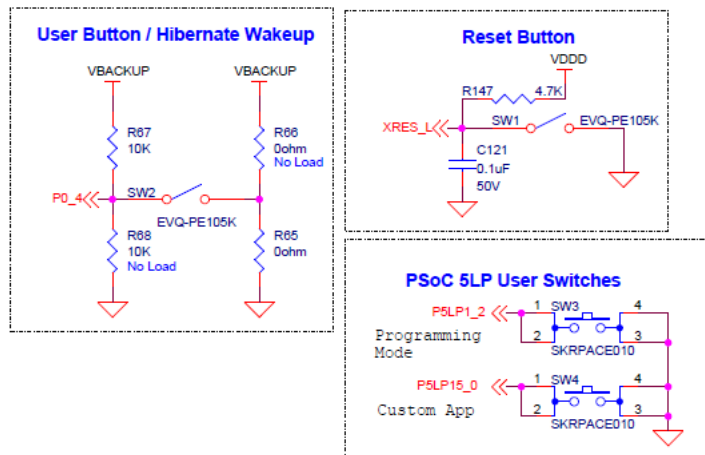 User Button / Hibernate Wakeup
VBACKUP
VBACKUP
R67
10K
R66
0ohm
No Load
P0_4
SW2
EVQ-PE105K
R68
10K
No Load
R65
0ohm
Reset Button
VDDD
R147
4.7K
XRES_L
SW1
EVQ-PE105K
C121
0.1uF
50V
PSoC 5LP User Switches
P5LP1_2
1
SW3
4
2
3
SKRPACE010
Programming
Mode
P5LP15_0
1
SW4
4
2
3
SKRPACE010
Custom App